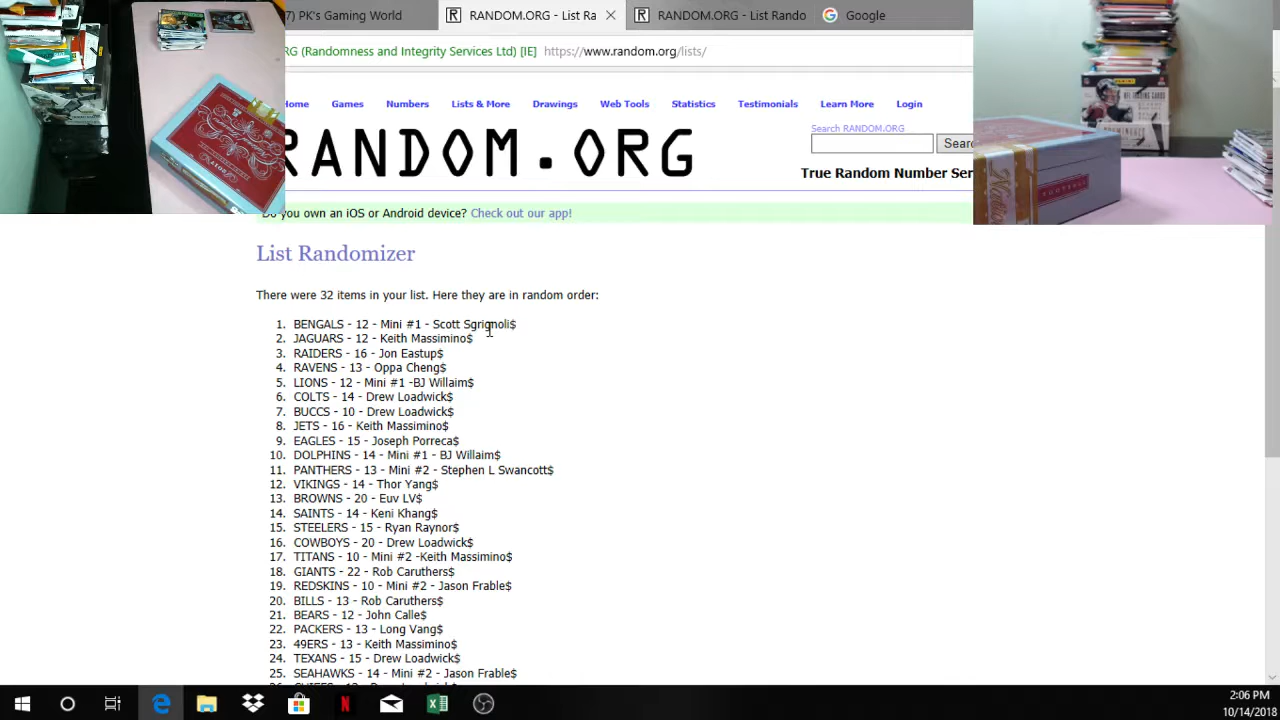 7) PK's Gaming World
RANDOM.ORG - List Ra
RANDOM.ORG - List Rando
Google
RG (Randomness and Integrity Services Ltd) [IE] https://www.random.org/lists/
Home Games Numbers Lists & More Drawings Web Tools Statistics Testimonials Learn More Login
RANDOM.ORG
Search RANDOM.ORG
Sear
True Random Number Ser
Do you own an iOS or Android device? Check out our app!
List Randomizer
There were 32 items in your list. Here they are in random order:
1. BENGALS - 12 - Mini #1 - Scott Sgrignoli$
2. JAGUARS - 12 - Keith Massimino$
3. RAIDERS - 16 - Jon Eastup$
4. RAVENS - 13 - Oppa Cheng$
5. LIONS - 12 - Mini #1 -BJ Willaim$
6. COLTS - 14 - Drew Loadwick$
7. BUCCS - 10 - Drew Loadwick$
8. JETS - 16 - Keith Massimino$
9. EAGLES - 15 - Joseph Porreca$
10. DOLPHINS - 14 - Mini #1 - BJ Willaim$
11. PANTHERS - 13 - Mini #2 - Stephen L Swancott$
12. VIKINGS - 14 - Thor Yang$
13. BROWNS - 20 - Euv LV$
14. SAINTS - 14 - Keni Khang$
15. STEELERS - 15 - Ryan Raynor$
16. COWBOYS - 20 - Drew Loadwick$
17. TITANS - 10 - Mini #2 -Keith Massimino$
18. GIANTS - 22 - Rob Caruthers$
19. REDSKINS - 10 - Mini #2 - Jason Frable$
20. BILLS - 13 - Rob Caruthers$
21. BEARS - 12 - John Calle$
22. PACKERS - 13 - Long Vang$
23. 49ERS - 13 - Keith Massimino$
24. TEXANS - 15 - Drew Loadwick$
25. SEAHAWKS - 14 - Mini #2 - Jason Frable$
PANINI
FOOTBALL
2:06 PM
10/14/2018